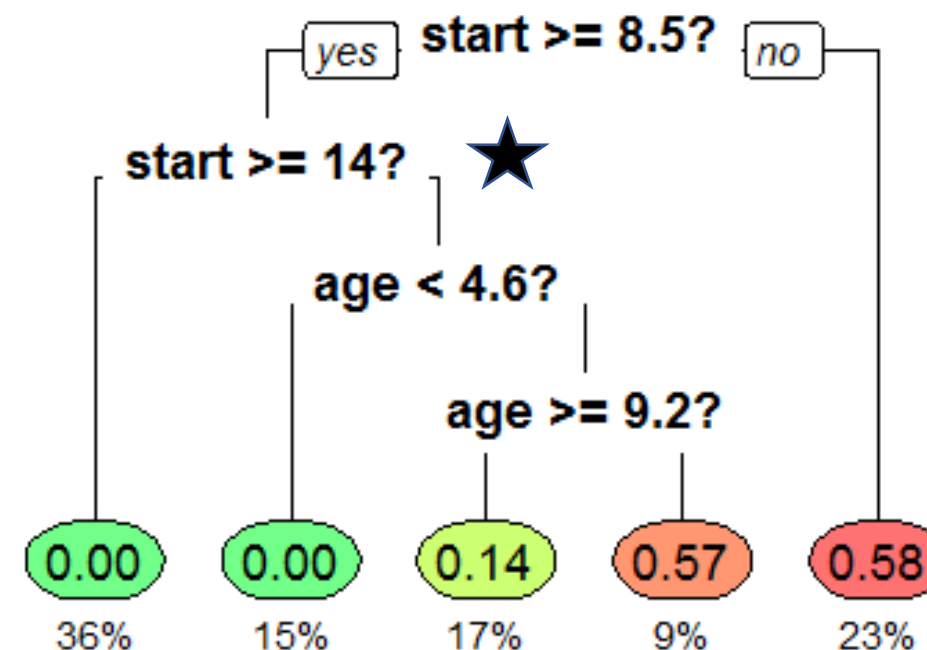 yes start >= 8.5? no
start >= 14?
age < 4.6?
age >= 9.2?
0.00 0.00 0.14 0.57 0.58
36% 15% 17% 9% 23%